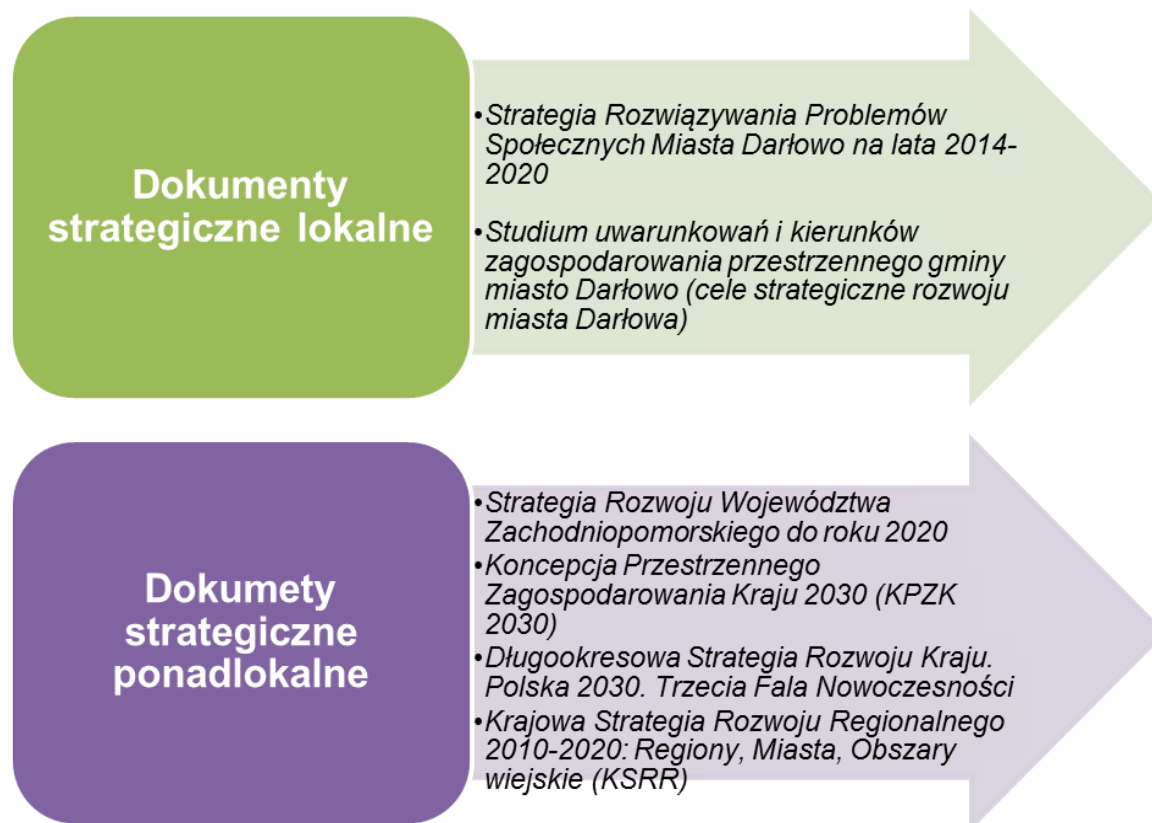 Dokumenty
strategiczne lokalne
•Strategia Rozwiązywania Problemów
Społecznych Miasta Darłowo na lata 2014-
2020
•Studium uwarunkowań i kierunków
zagospodarowania przestrzennego gminy
miasto Darłowo (cele strategiczne rozwoju
miasta Darłowa)
Dokumety
strategiczne
ponadlokalne
•Strategia Rozwoju Województwa
Zachodniopomorskiego do roku 2020
•Koncepcja Przestrzennego
Zagospodarowania Kraju 2030 (KPZK
2030)
•Długookresowa Strategia Rozwoju Kraju.
Polska 2030. Trzecia Fala Nowoczesności
•Krajowa Strategia Rozwoju Regionalnego
2010-2020: Regiony, Miasta, Obszary
wiejskie (KSRR)